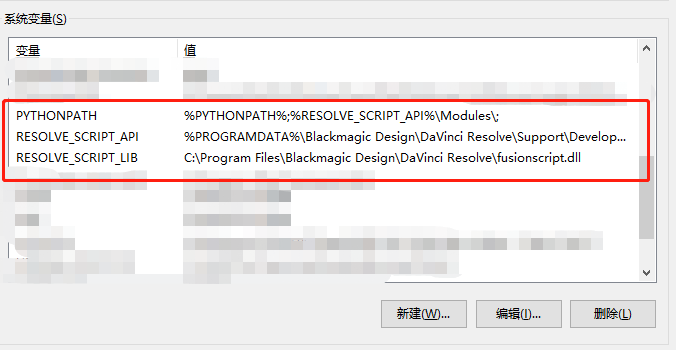 系统变量(S)
变量 值
PYTHONPATH %PYTHONPATH%;%RESOLVE_SCRIPT_API%\Modules\;
RESOLVE_SCRIPT_API %PROGRAMDATA%\Blackmagic Design\DaVinci Resolve\Support\Develop...
RESOLVE_SCRIPT_LIB C:\Program Files\Blackmagic Design\DaVinci Resolve\fusionscript.dll
新建(W)... 编辑(I)... 删除(L)